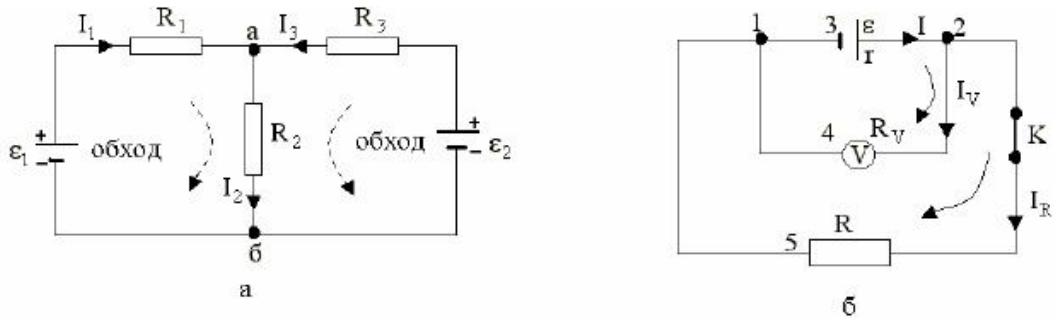 I₁ R₁ а I₃ R₃
ε₁ + - обход R₂ обход + - ε₂
I₂
б
а
1 3 ε r I 2
I_V
4 V R_V K
I_R
5 R
б